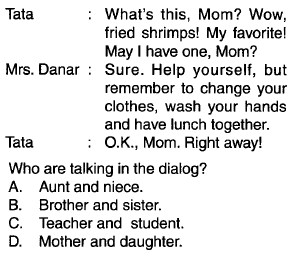 Tata : What's this, Mom? Wow,
fried shrimps! My favorite!
May I have one, Mom?
Mrs. Danar : Sure. Help yourself, but
remember to change your
clothes, wash your hands
and have lunch together.
Tata : O.K., Mom. Right away!
Who are talking in the dialog?
A. Aunt and niece.
B. Brother and sister.
C. Teacher and student.
D. Mother and daughter.